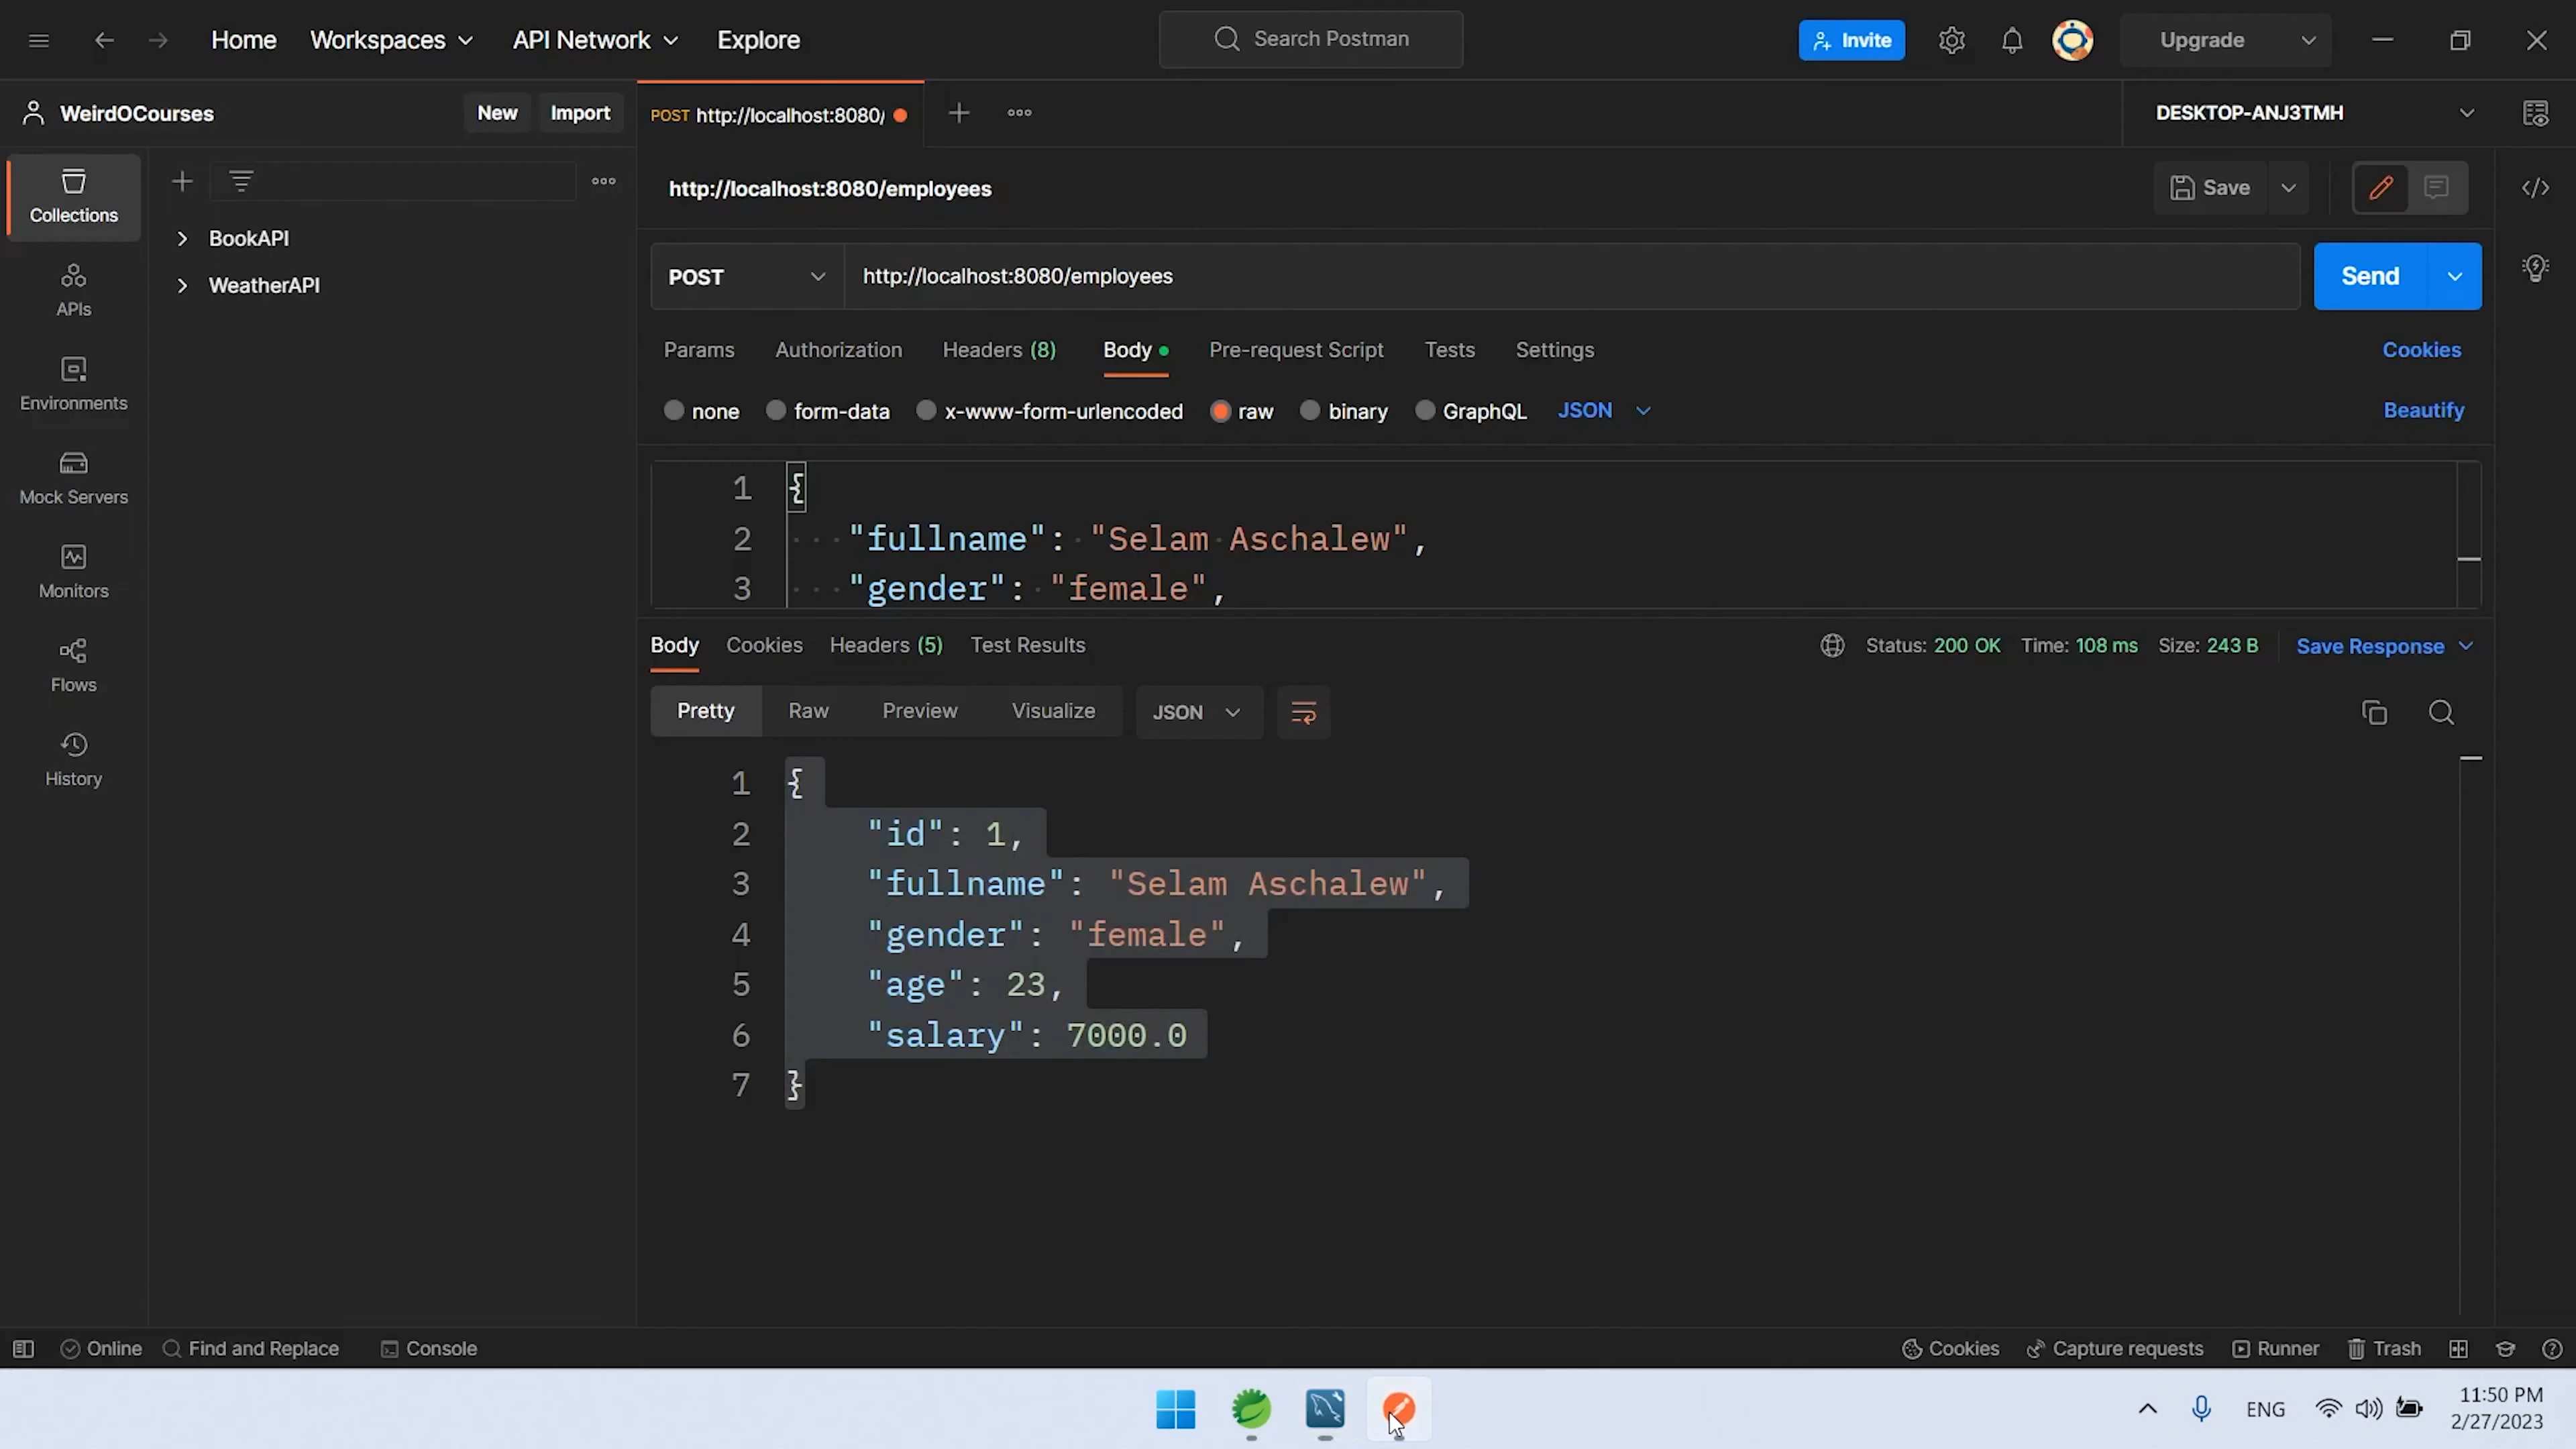 Home Workspaces API Network Explore Search Postman Invite Upgrade
WeirdOCourses New Import POST http://localhost:8080/ DESKTOP-ANJ3TMH
Collections
APIs
Environments
Mock Servers
Monitors
Flows
History
BookAPI
WeatherAPI
http://localhost:8080/employees Save
POST http://localhost:8080/employees Send
Params Authorization Headers (8) Body Pre-request Script Tests Settings Cookies
none form-data x-www-form-urlencoded raw binary GraphQL JSON Beautify
1 {
2 "fullname": "Selam Aschalew",
3 "gender": "female",
Body Cookies Headers (5) Test Results Status: 200 OK Time: 108 ms Size: 243 B Save Response
Pretty Raw Preview Visualize JSON
1 {
2 "id": 1,
3 "fullname": "Selam Aschalew",
4 "gender": "female",
5 "age": 23,
6 "salary": 7000.0
7 }
Online Find and Replace Console Cookies Capture requests Runner Trash
ENG 11:50 PM
2/27/2023